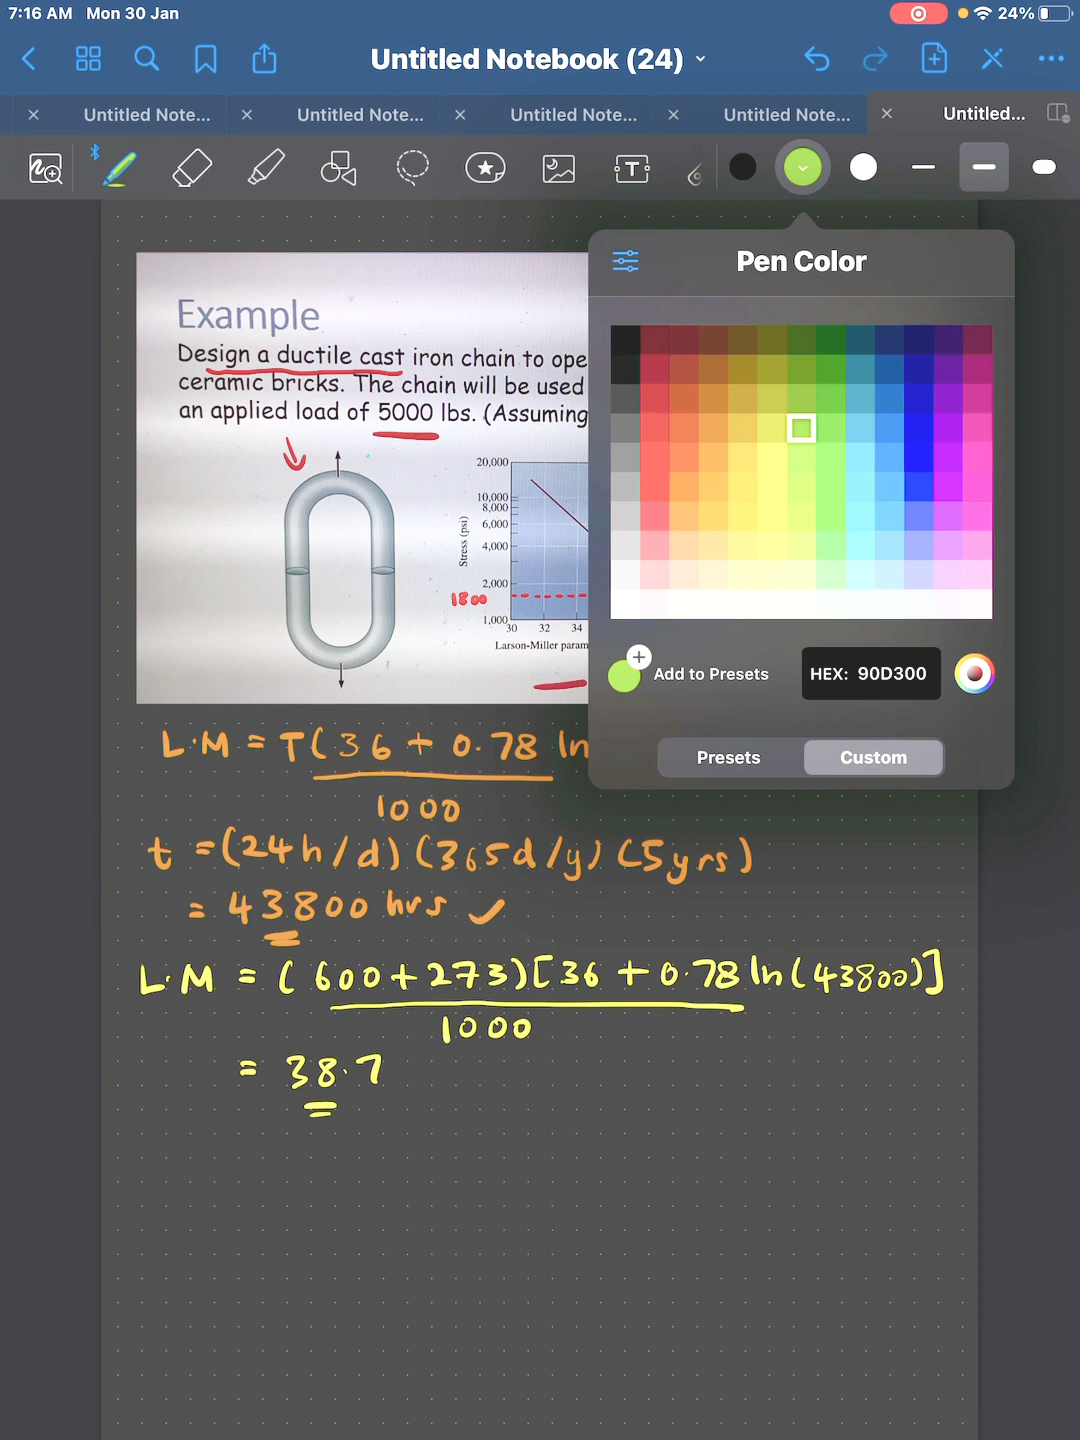 7:16 AM Mon 30 Jan
24%
Untitled Notebook (24)
Untitled Note...
Untitled Note...
Untitled Note...
Untitled Note...
Untitled...
T
Pen Color
Example
Design a ductile cast iron chain to ope
ceramic bricks. The chain will be used
an applied load of 5000 lbs. (Assuming
20,000
10,000
8,000
6,000
4,000
2,000
1800
1,000
Stress (psi)
30 32 34
Larson-Miller param
Add to Presets
HEX: 90D300
Presets
Custom
L.M = T(36 + 0.78 ln
1000
t = (24h/d) (365d/y) (5yrs)
= 43800 hrs ✓
L.M = (600+273)[36 + 0.78 ln(43800)]
1000
= 38.7